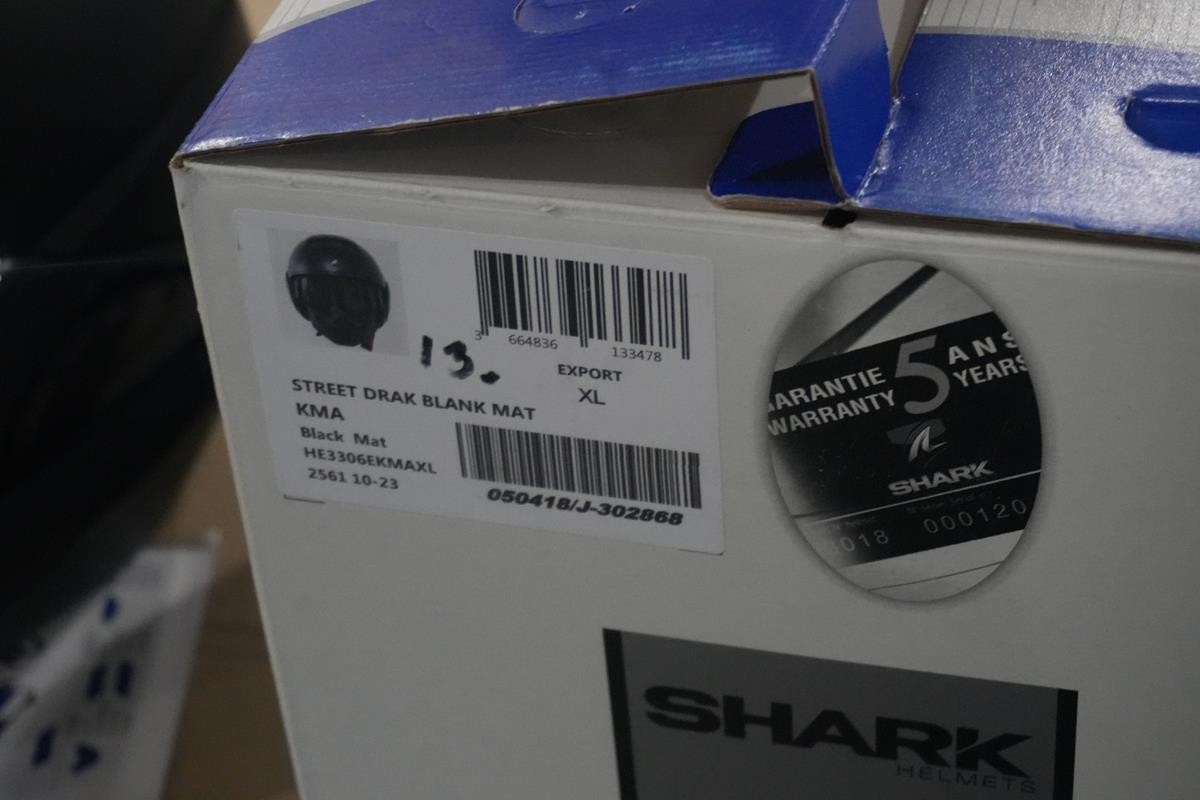 3 664836 133478
EXPORT
XL
13.
STREET DRAK BLANK MAT
KMA
Black Mat
HE3306EKMAXL
2561 10-23
050418/J-302868
GARANTIE 5 ANS
WARRANTY YEARS
SHARK
018 000120
SHARK
HELMETS